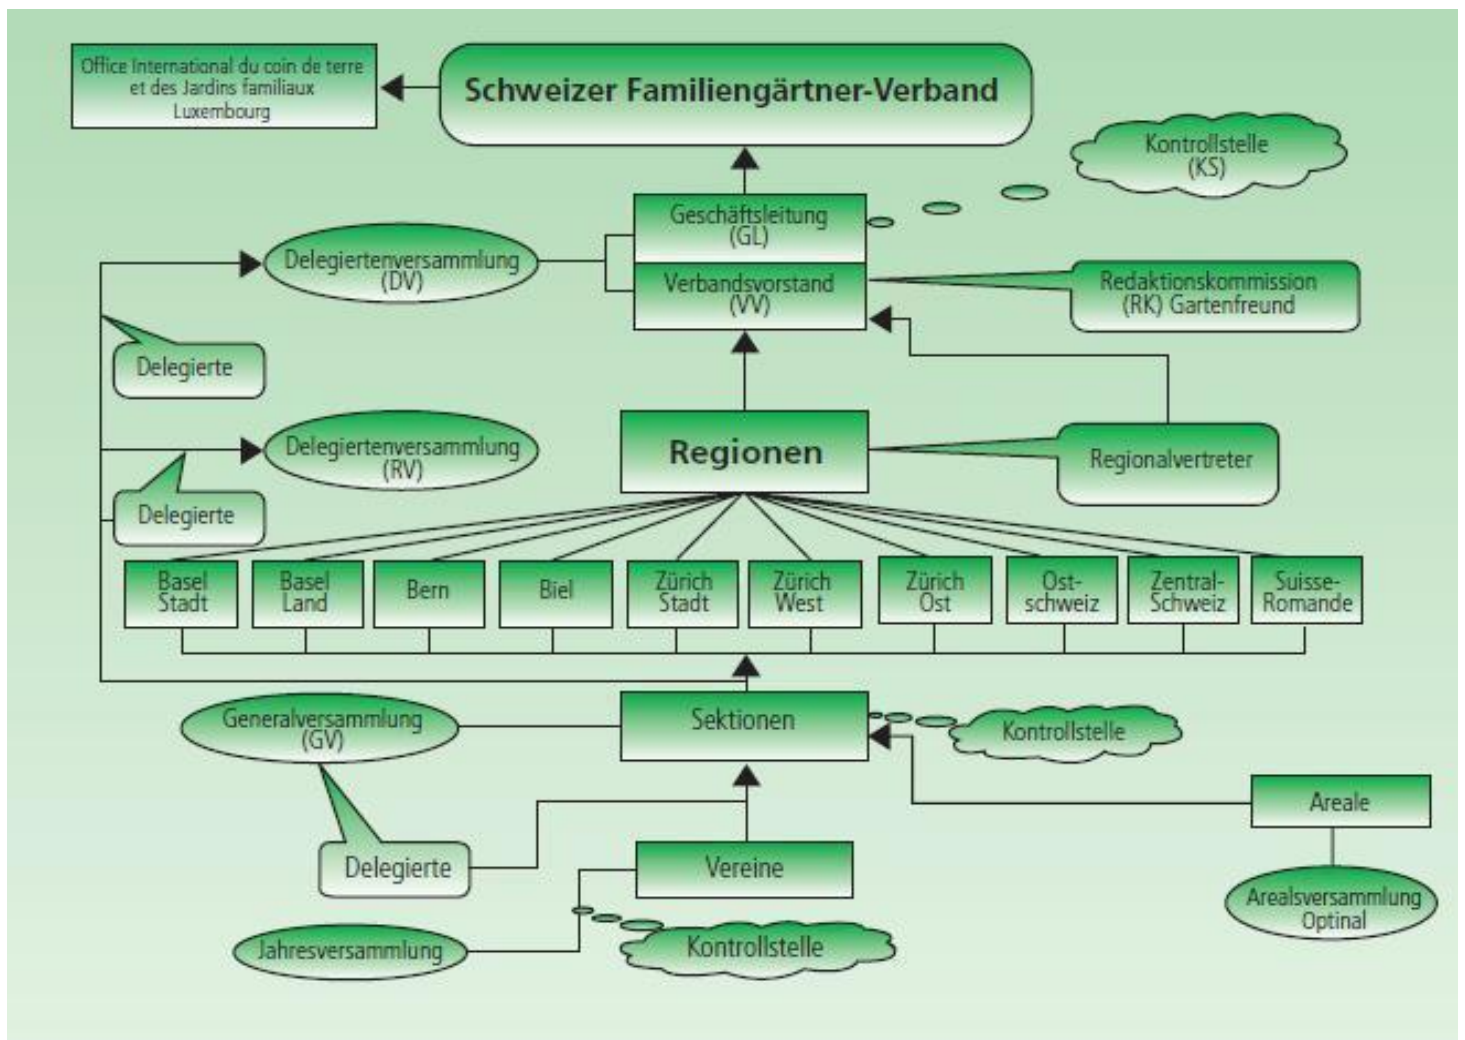 Office International du coin de terre
et des Jardins familiaux
Luxembourg
Schweizer Familiengärtner-Verband
Kontrollstelle
(KS)
Geschäftsleitung
(GL)
Delegiertenversammlung
(DV)
Verbandsvorstand
(VV)
Redaktionskommission
(RK) Gartenfreund
Delegierte
Delegiertenversammlung
(RV)
Regionen
Regionalvertreter
Delegierte
Basel
Stadt
Basel
Land
Bern
Biel
Zürich
Stadt
Zürich
West
Zürich
Ost
Ost-
schweiz
Zentral-
Schweiz
Suisse-
Romande
Generalversammlung
(GV)
Sektionen
Kontrollstelle
Areale
Delegierte
Vereine
Arealsversammlung
Optinal
Jahresversammlung
Kontrollstelle